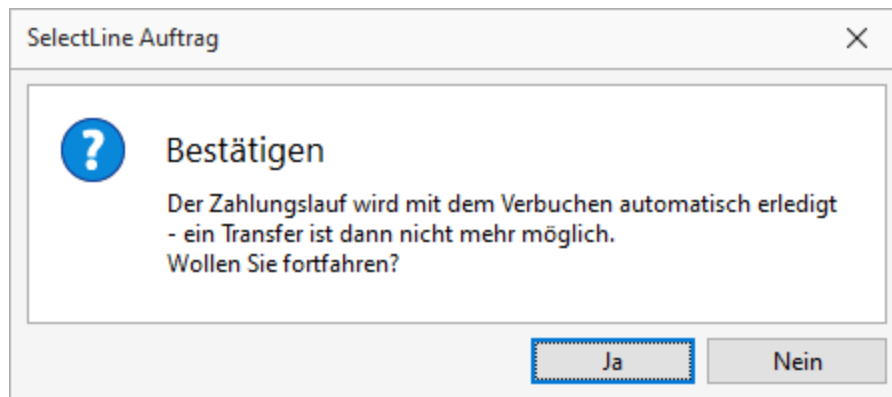 SelectLine Auftrag
Bestätigen
Der Zahlungslauf wird mit dem Verbuchen automatisch erledigt
- ein Transfer ist dann nicht mehr möglich.
Wollen Sie fortfahren?
Ja
Nein